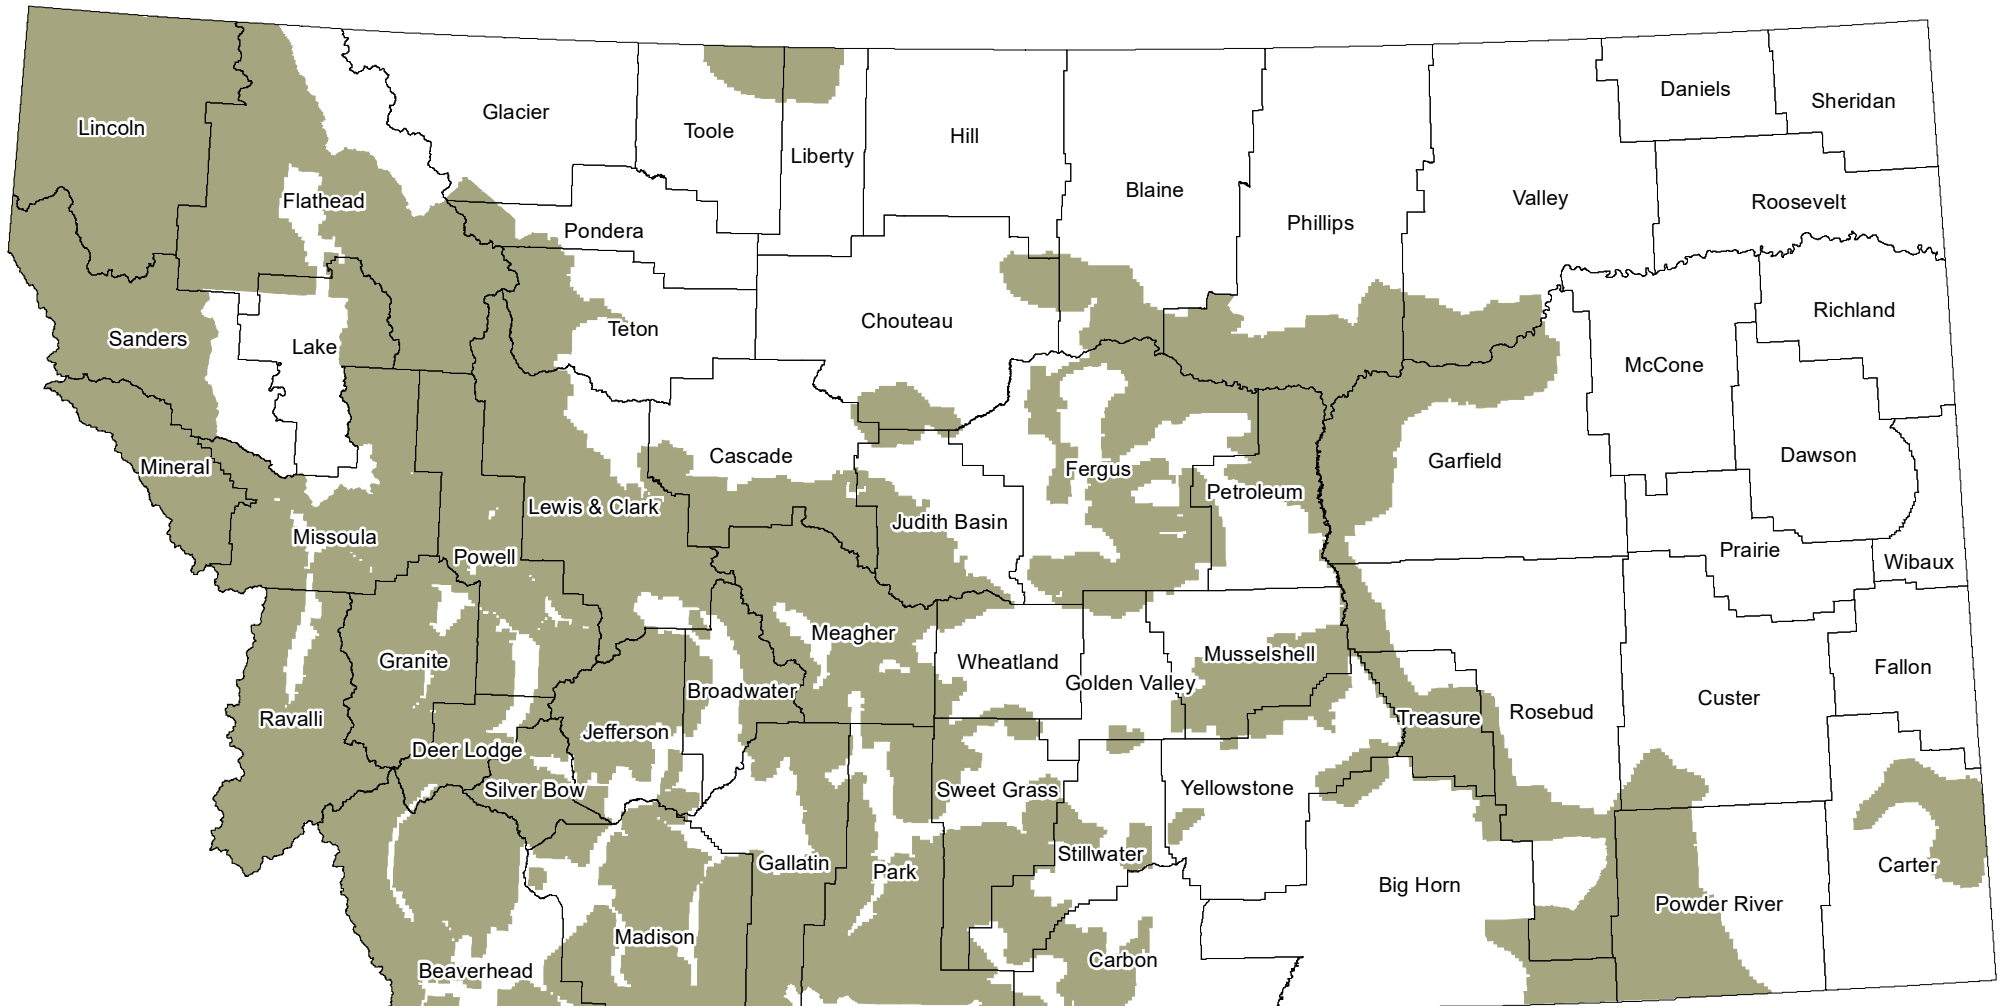 Daniels
Sheridan
Glacier
Lincoln
Toole
Hill
Liberty
Blaine
Flathead
Valley
Roosevelt
Phillips
Pondera
Richland
Chouteau
Teton
Sanders
Lake
McCone
Cascade
Dawson
Garfield
Mineral
Fergus
Petroleum
Lewis & Clark
Judith Basin
Missoula
Prairie
Powell
Wibaux
Meagher
Musselshell
Granite
Wheatland
Fallon
Golden Valley
Broadwater
Custer
Rosebud
Ravalli
Treasure
Jefferson
Deer Lodge
Yellowstone
Silver Bow
Sweet Grass
Stillwater
Gallatin
Carter
Park
Big Horn
Powder River
Madison
Carbon
Beaverhead